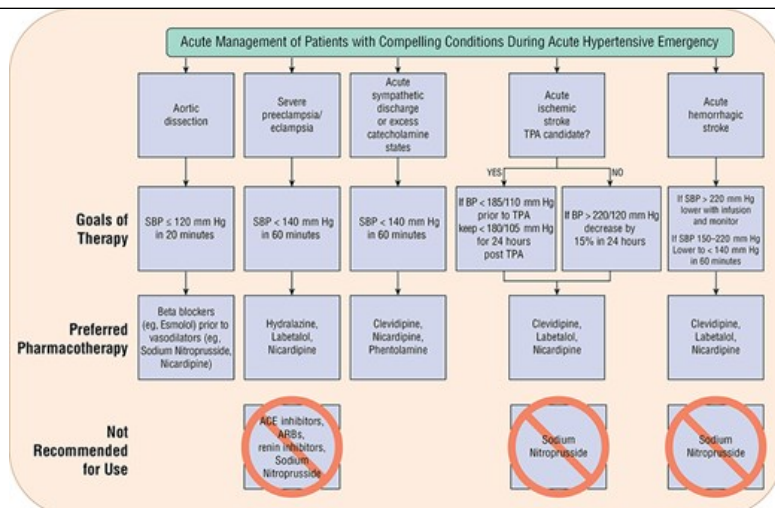 Acute Management of Patients with Compelling Conditions During Acute Hypertensive Emergency
Aortic
dissection
Severe
preeclampsia/
eclampsia
Acute
sympathetic
discharge
or excess
catecholamine
states
Acute
ischemic
stroke
TPA candidate?
Acute
hemorrhagic
stroke
YES
NO
Goals of
Therapy
SBP ≤ 120 mm Hg
in 20 minutes
SBP < 140 mm Hg
in 60 minutes
SBP < 140 mm Hg
in 60 minutes
If BP < 185/110 mm Hg
prior to TPA
keep < 180/105 mm Hg
for 24 hours
post TPA
If BP > 220/120 mm Hg
decrease by
15% in 24 hours
If SBP > 220 mm Hg
lower with infusion
and monitor
If SBP 150–220 mm Hg
Lower to < 140 mm Hg
in 60 minutes
Preferred
Pharmacotherapy
Beta blockers
(eg, Esmolol) prior to
vasodilators (eg,
Sodium Nitroprusside,
Nicardipine)
Hydralazine,
Labetalol,
Nicardipine
Clevidipine,
Nicardipine,
Phentolamine
Clevidipine,
Labetalol,
Nicardipine
Clevidipine,
Labetalol,
Nicardipine
Not
Recommended
for Use
ACE inhibitors,
ARBs,
renin inhibitors,
Sodium
Nitroprusside
Sodium
Nitroprusside
Sodium
Nitroprusside